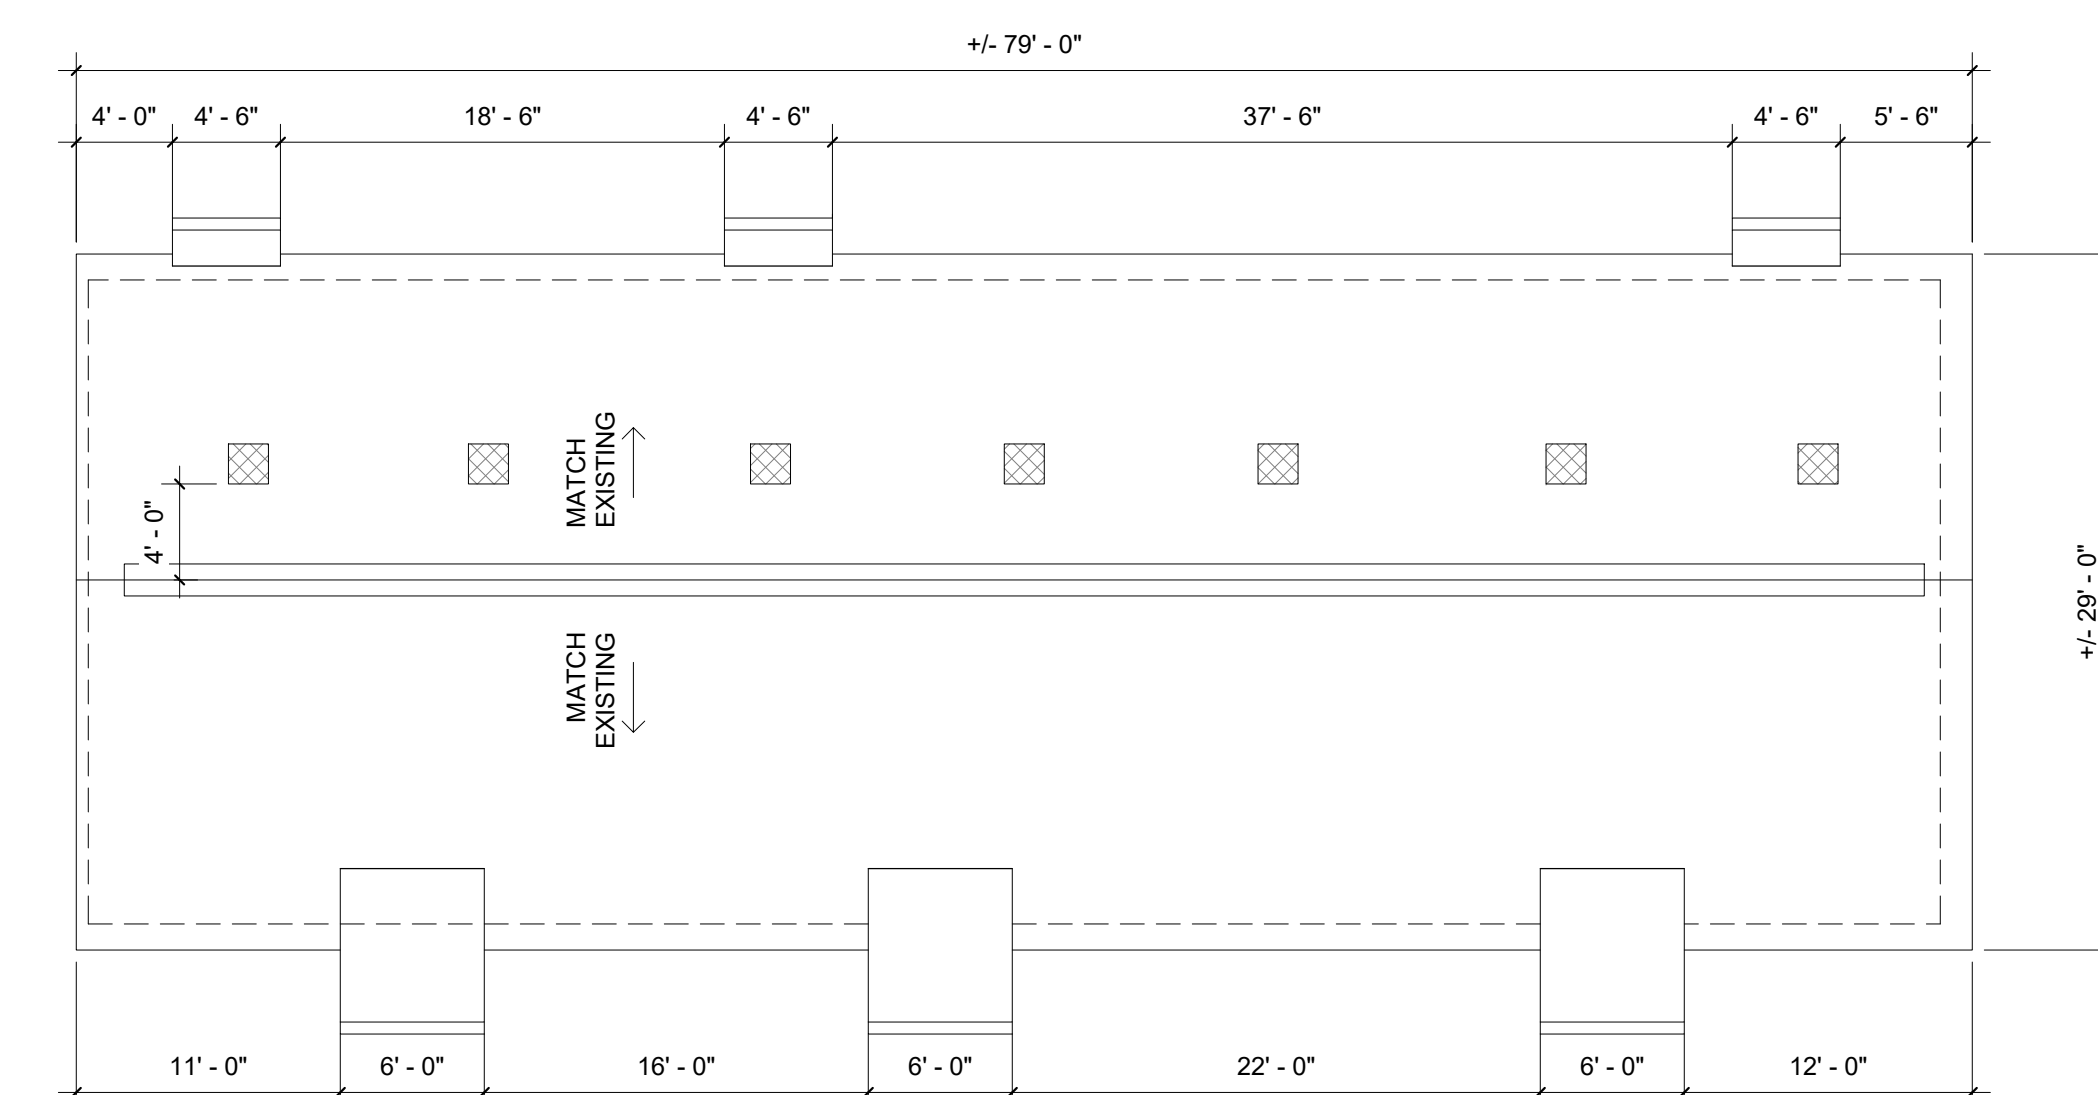 +/- 79' - 0"
4' - 0" 4' - 6" 18' - 6" 4' - 6" 37' - 6" 4' - 6" 5' - 6"
MATCH
EXISTING
4' - 0"
+/- 29' - 0"
MATCH
EXISTING
11' - 0" 6' - 0" 16' - 0" 6' - 0" 22' - 0" 6' - 0" 12' - 0"